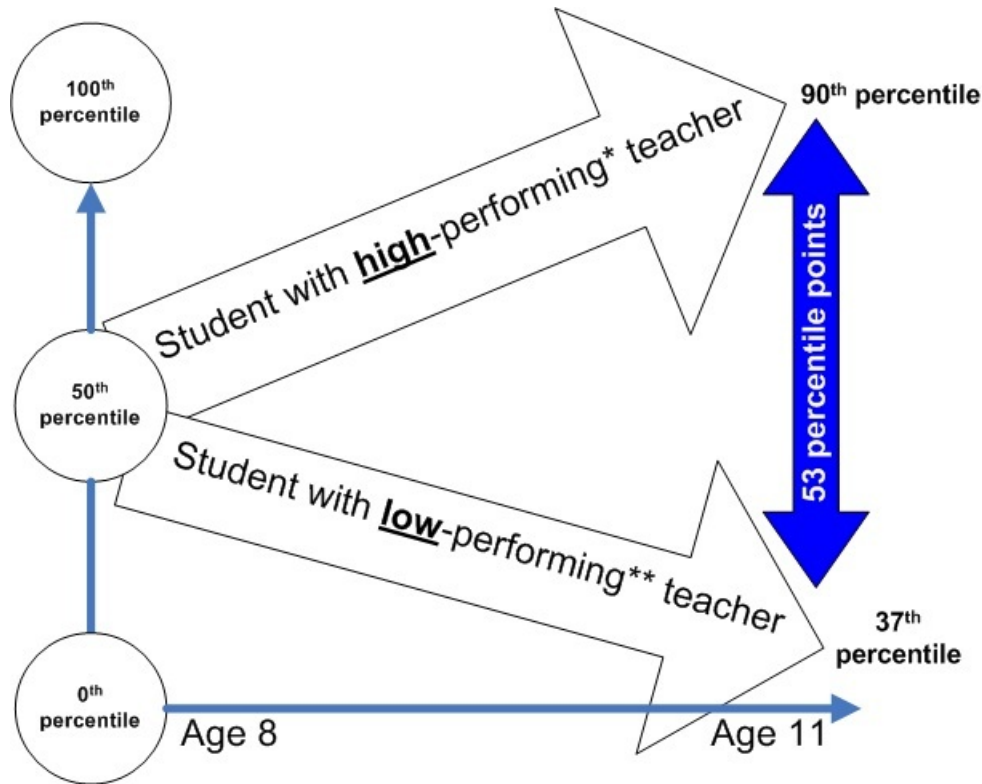 100th
percentile
90th percentile
Student with high-performing* teacher
53 percentile points
50th
percentile
Student with low-performing** teacher
37th
percentile
0th
percentile
Age 8
Age 11